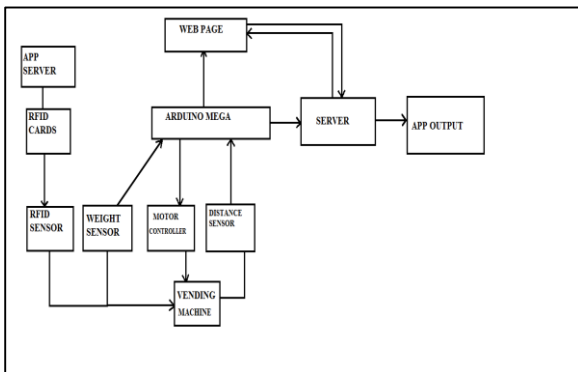 WEB PAGE
APP
SERVER
RFID
CARDS
ARDUINO MEGA
SERVER
APP OUTPUT
RFID
SENSOR
WEIGHT
SENSOR
MOTOR
CONTROLLER
DISTANCE
SENSOR
VENDING
MACHINE